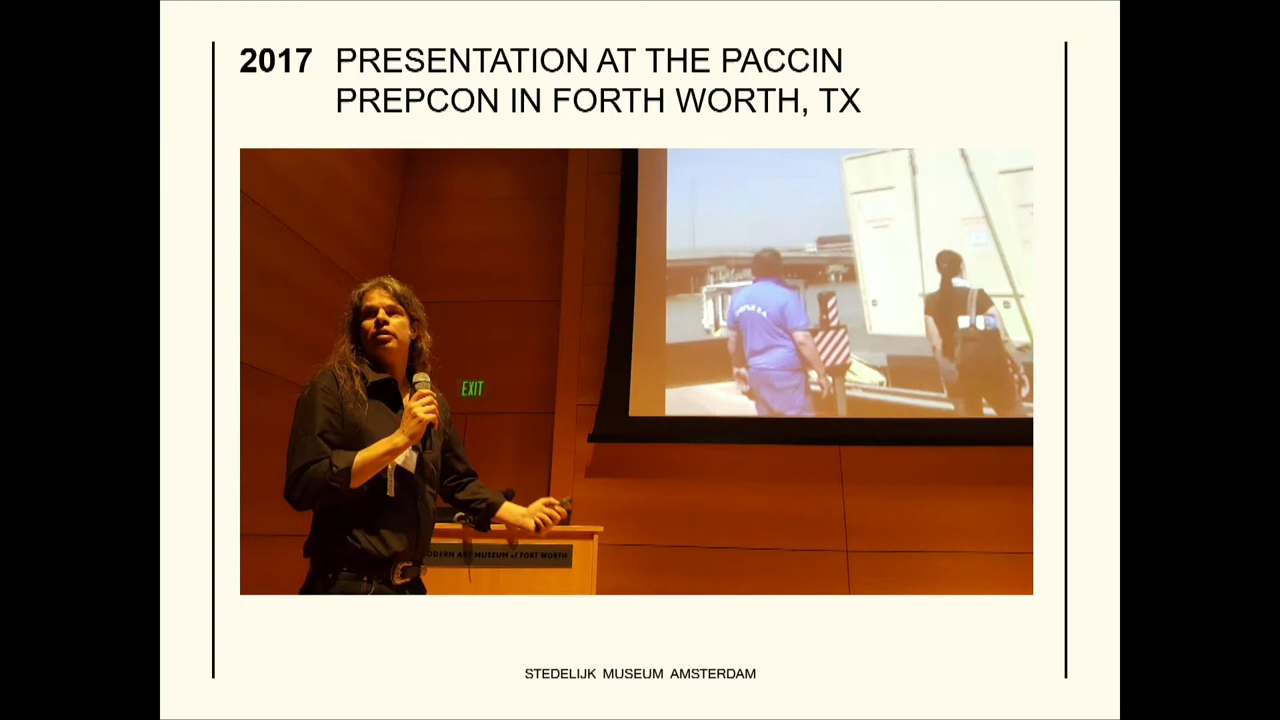 2017 PRESENTATION AT THE PACCIN
PREPCON IN FORTH WORTH, TX
EXIT
ODERN ART MUSEUM of FORT WORTH
STEDELIJK MUSEUM AMSTERDAM